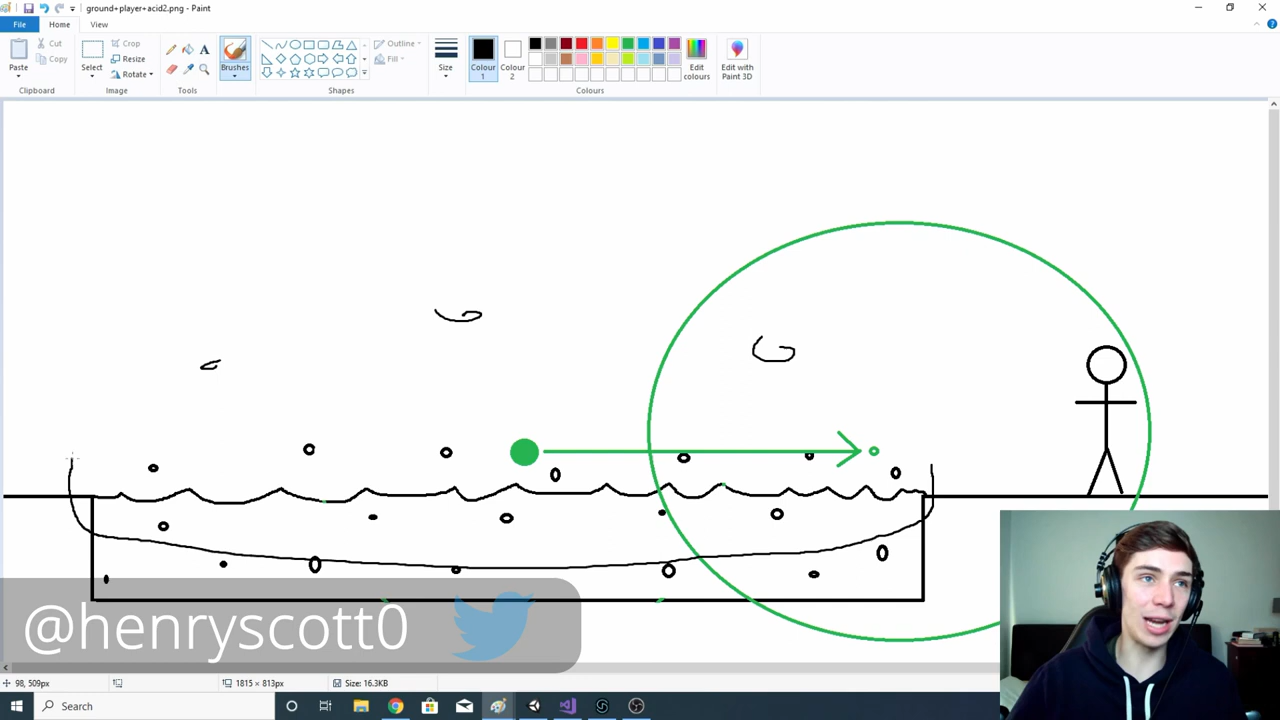 ground+player+acid2.png - Paint
File Home View
Paste
Cut
Copy
Clipboard
Select
Crop
Resize
Rotate
Image
Tools
Brushes
Shapes
Outline
Fill
Size
Colour
1
Colour
2
Colours
Edit
colours
Edit with
Paint 3D
@henryscott0
98, 509px
1815 × 813px
Size: 16.3KB
Search